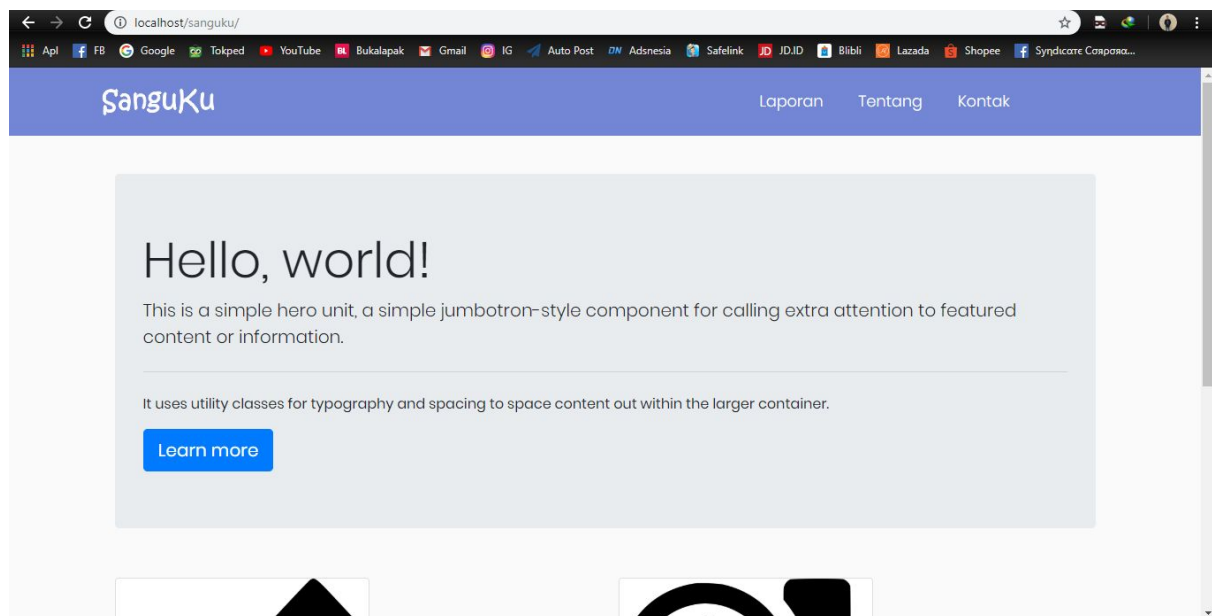 localhost/sanguku/
Apl FB Google Tokped YouTube BL Bukalapak Gmail IG Auto Post DN Adsnesia Safelink JD JD.ID Blibli Lazada Shopee
SanguKu Laporan Tentang Kontak
Hello, world!
This is a simple hero unit, a simple jumbotron-style component for calling extra attention to featured
content or information.
It uses utility classes for typography and spacing to space content out within the larger container.
Learn more